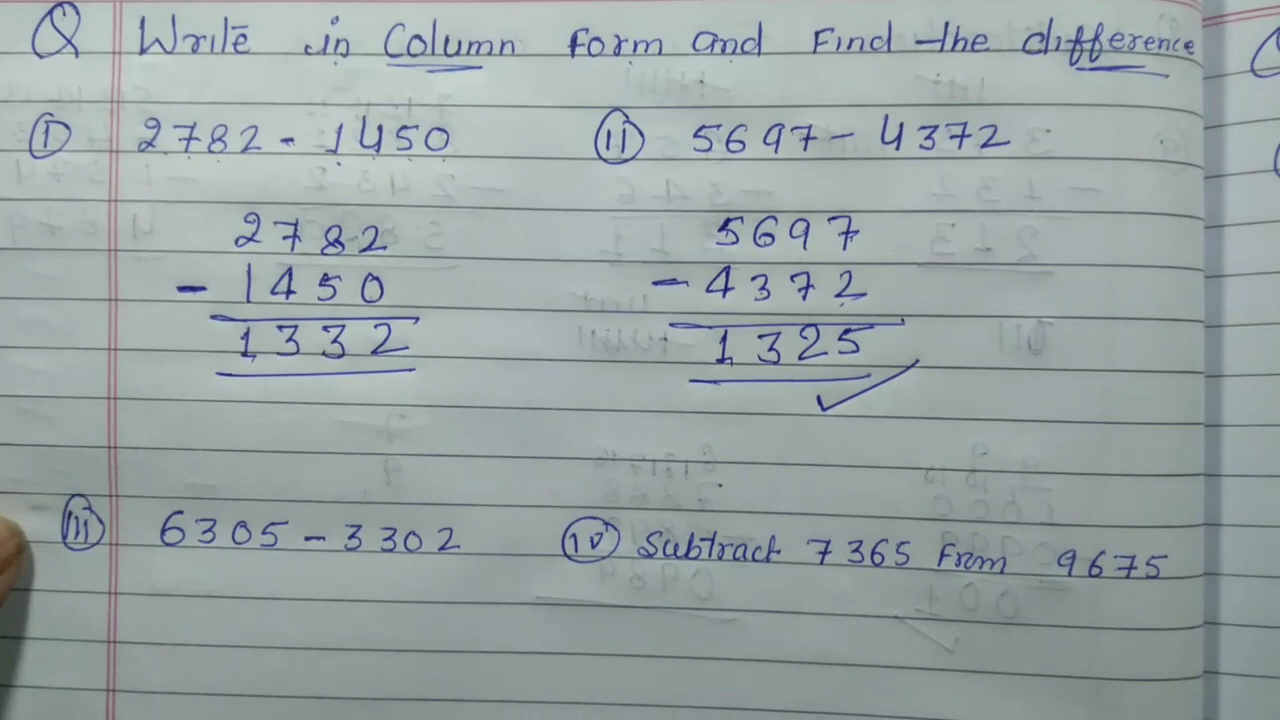 Q Write in Column form and Find the difference
(I) 2782 - 1450 (II) 5697 - 4372
2782 5697
- 1450 - 4372
1332 1325
(III) 6305 - 3302 (IV) Subtract 7365 From 9675